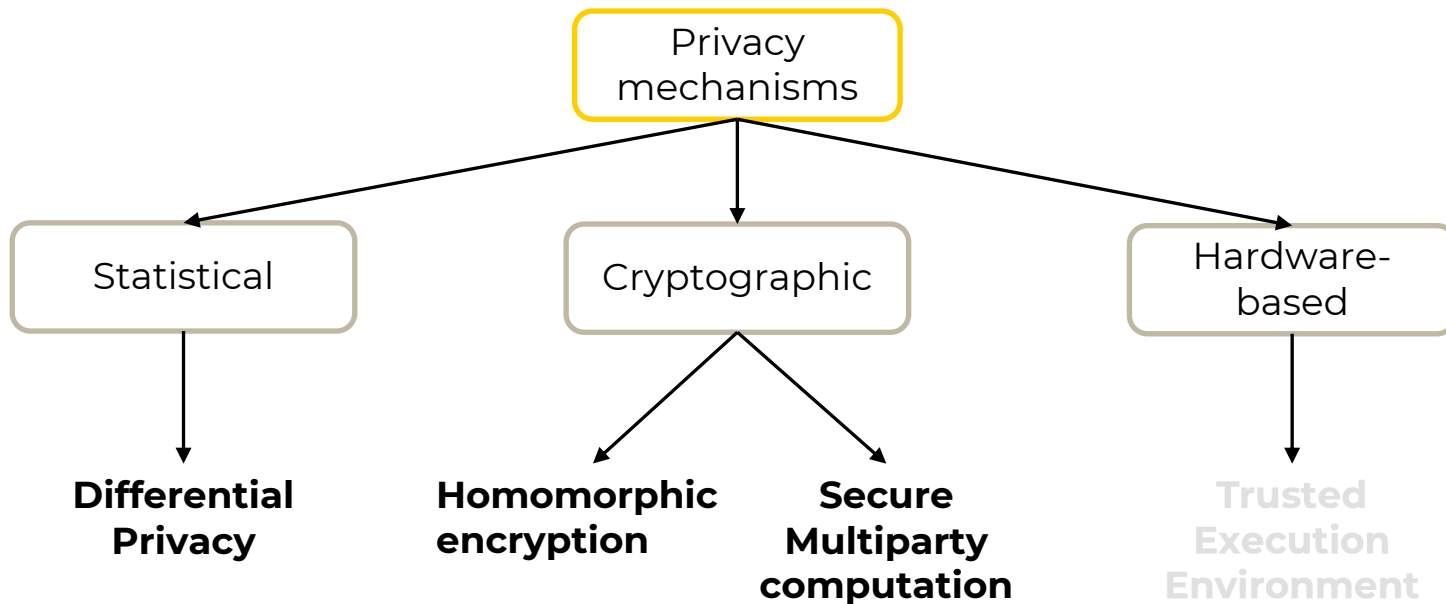 Privacy
mechanisms
Statistical
Cryptographic
Hardware-
based
Differential
Privacy
Homomorphic
encryption
Secure
Multiparty
computation
Trusted
Execution
Environment